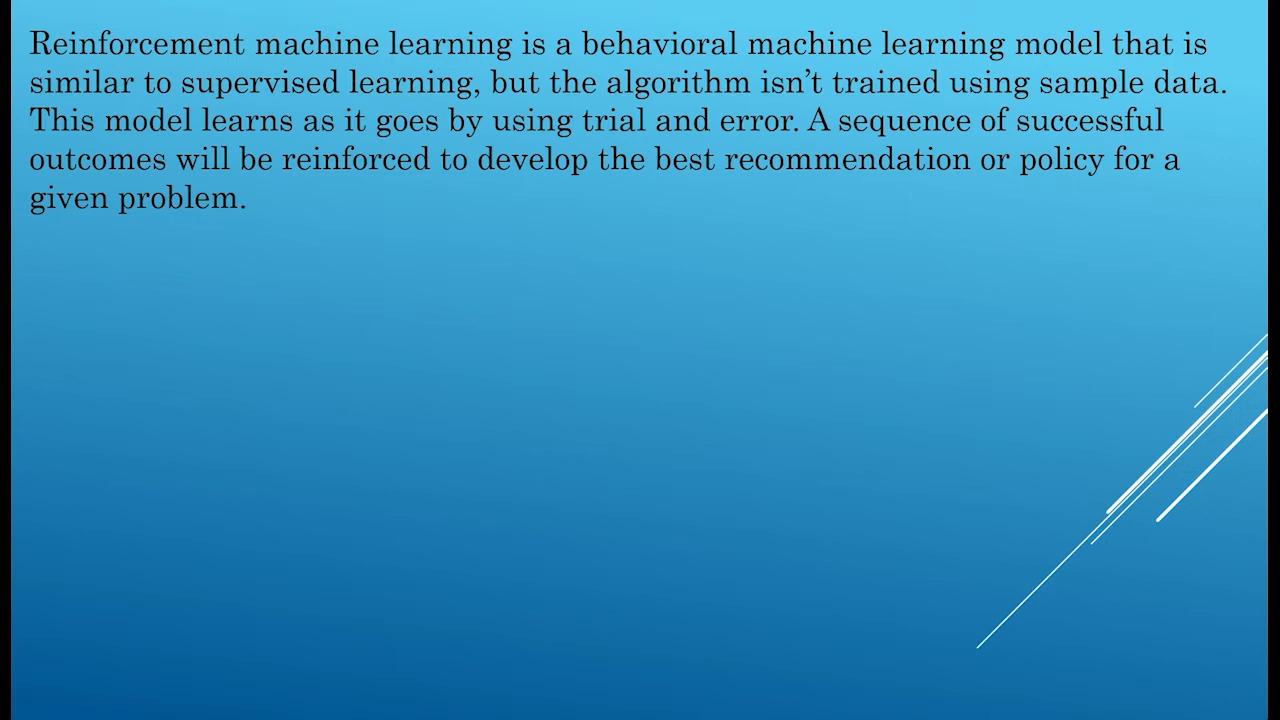 Reinforcement machine learning is a behavioral machine learning model that is
similar to supervised learning, but the algorithm isn’t trained using sample data.
This model learns as it goes by using trial and error. A sequence of successful
outcomes will be reinforced to develop the best recommendation or policy for a
given problem.